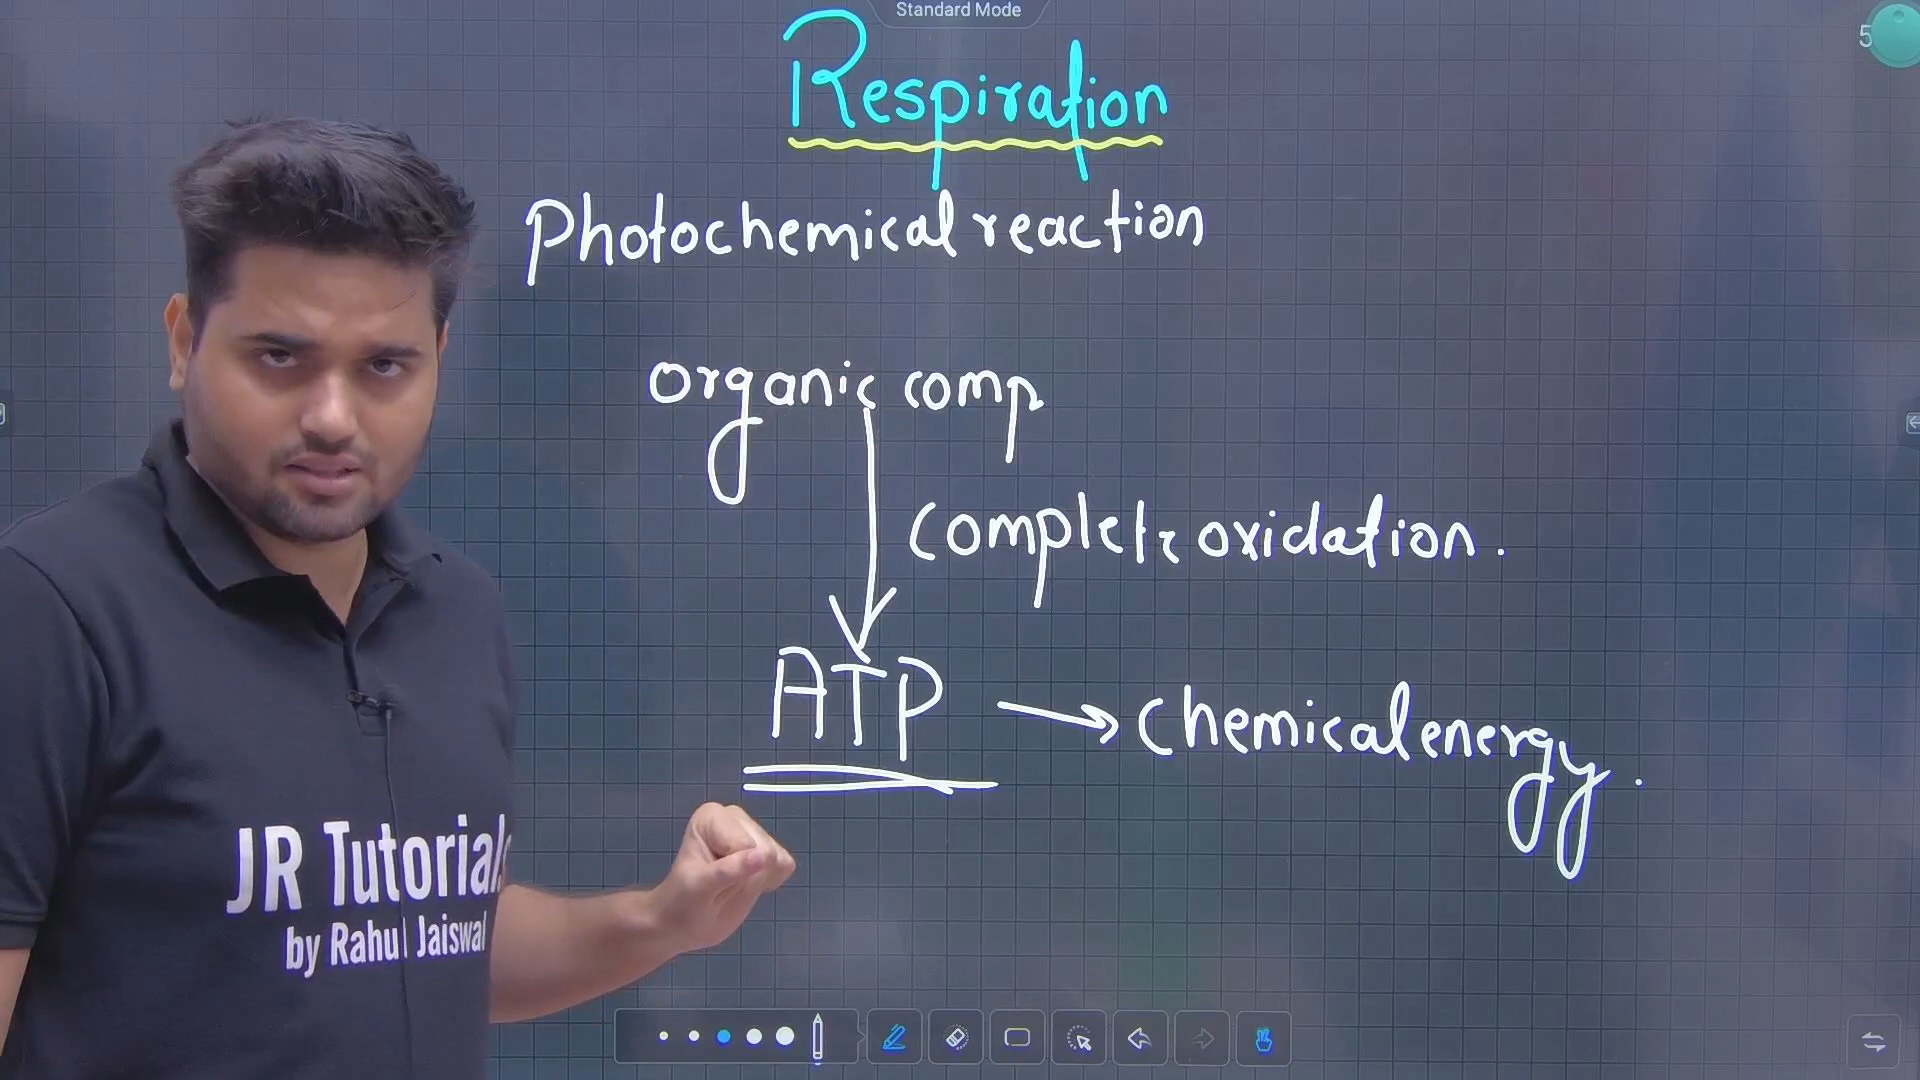 Standard Mode
5
Respiration
Photochemical reaction
organic comp
complete oxidation.
ATP → chemical energy.
JR Tutorials
by Rahul Jaiswal